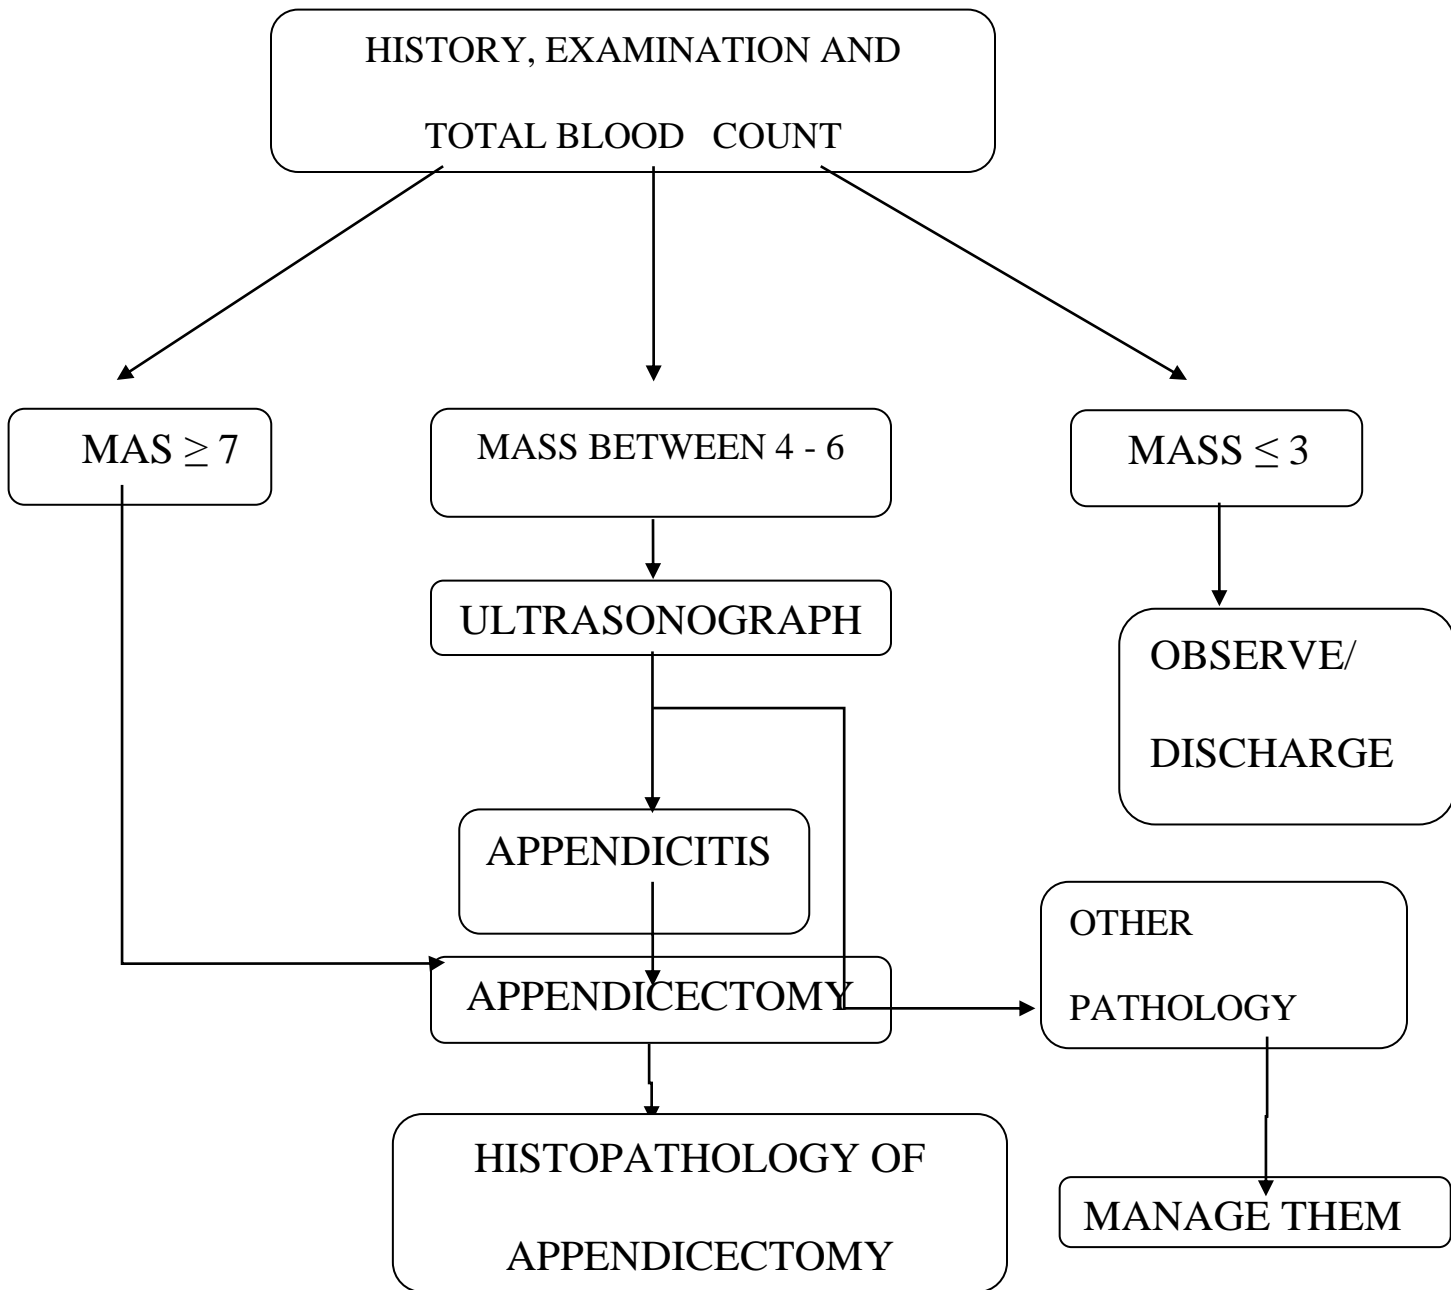 HISTORY, EXAMINATION AND
TOTAL BLOOD COUNT
MAS ≥ 7
MASS BETWEEN 4 - 6
MASS ≤ 3
ULTRASONOGRAPH
OBSERVE/
DISCHARGE
APPENDICITIS
OTHER
PATHOLOGY
APPENDICECTOMY
HISTOPATHOLOGY OF
APPENDICECTOMY
MANAGE THEM